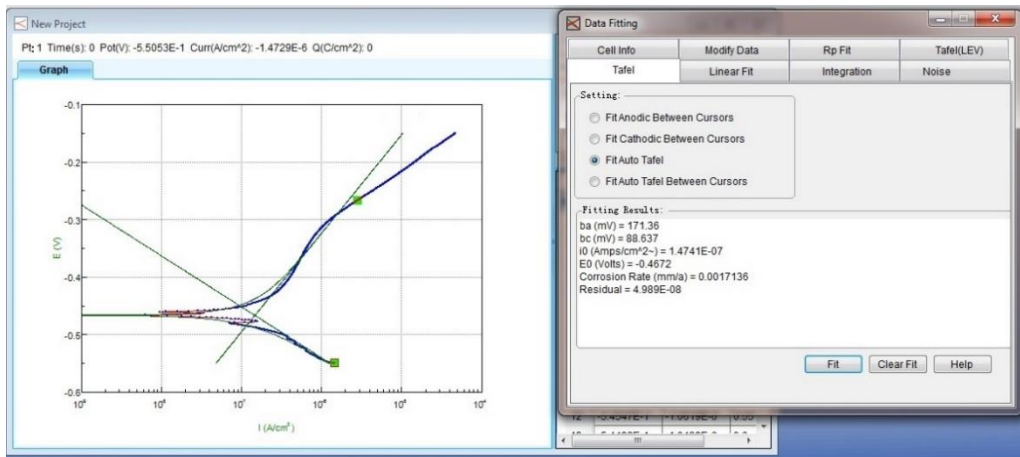 New Project
Pt: 1 Time(s): 0 Pot(V): -5.5053E-1 Curr(A/cm^2): -1.4729E-6 Q(C/cm^2): 0
Graph
-0.1
-0.2
-0.3
-0.4
-0.5
-0.6
E (V)
I (A/cm²)
Data Fitting
Cell Info Modify Data Rp Fit Tafel(LEV)
Tafel Linear Fit Integration Noise
Setting:
Fit Anodic Between Cursors
Fit Cathodic Between Cursors
Fit Auto Tafel
Fit Auto Tafel Between Cursors
Fitting Results:
ba (mV) = 171.36
bc (mV) = 88.637
i0 (Amps/cm^2~) = 1.4741E-07
E0 (Volts) = -0.4672
Corrosion Rate (mm/a) = 0.0017136
Residual = 4.989E-08
Fit Clear Fit Help